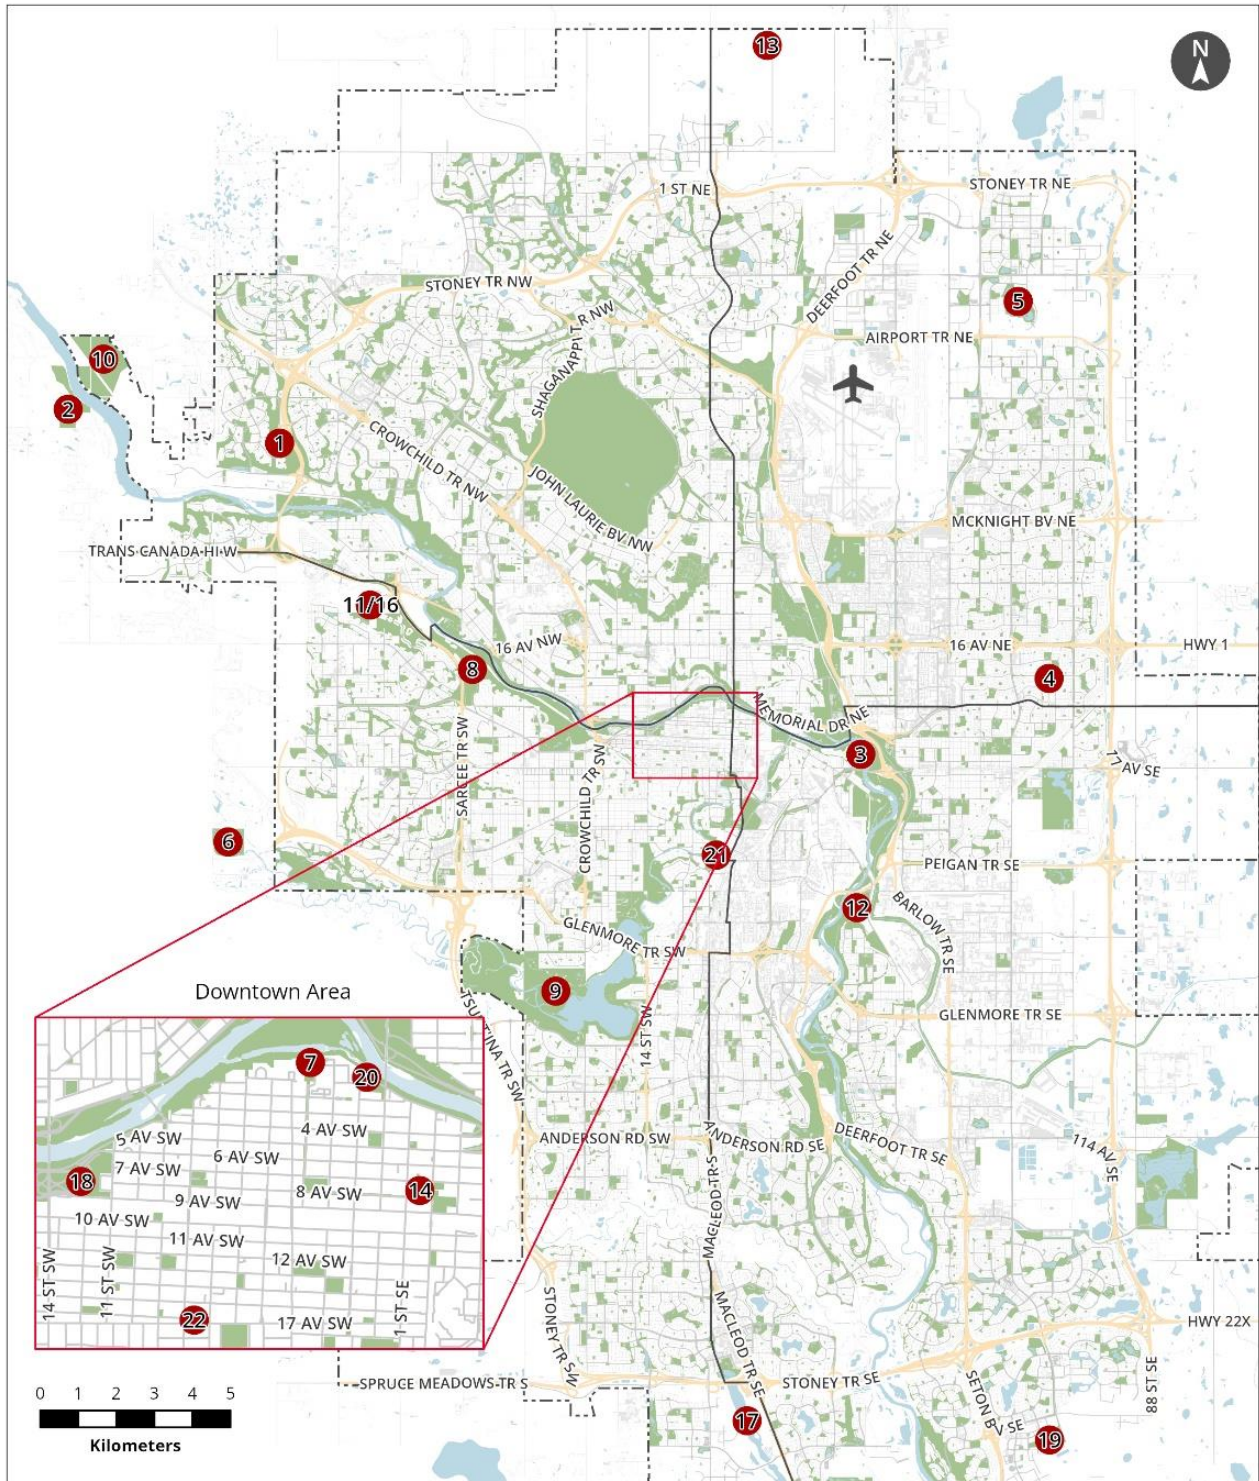 13
N
1 ST NE
STONEY TR NE
STONEY TR NW
DEERFOOT TR NE
5
SHAGANAPPI TR NW
AIRPORT TR NE
10
2
1
CROWCHILD TR NW
JOHN LAURIE BV NW
MCKNIGHT BV NE
TRANS CANADA HI W
11/16
16 AV NW
16 AV NE
HWY 1
8
4
MEMORIAL DR NE
SARCEE TR SW
CROWCHILD TR SW
3
17 AV SE
6
21
PEIGAN TR SE
12
BARLOW TR SE
GLENMORE TR SW
9
TSUUT'INA TR SW
14 ST SW
GLENMORE TR SE
Downtown Area
7
20
4 AV SW
5 AV SW
6 AV SW
7 AV SW
18
8 AV SW
14
9 AV SW
10 AV SW
11 AV SW
12 AV SW
14 ST SW
11 ST SW
1 ST SE
22
17 AV SW
ANDERSON RD SW
ANDERSON RD SE
DEERFOOT TR SE
114 AV SE
MACLEOD TR S
STONEY TR SW
MACLEOD TR SE
HWY 22X
SPRUCE MEADOWS TR S
STONEY TR SE
SETON BV SE
88 ST SE
17
19
0 1 2 3 4 5
Kilometers